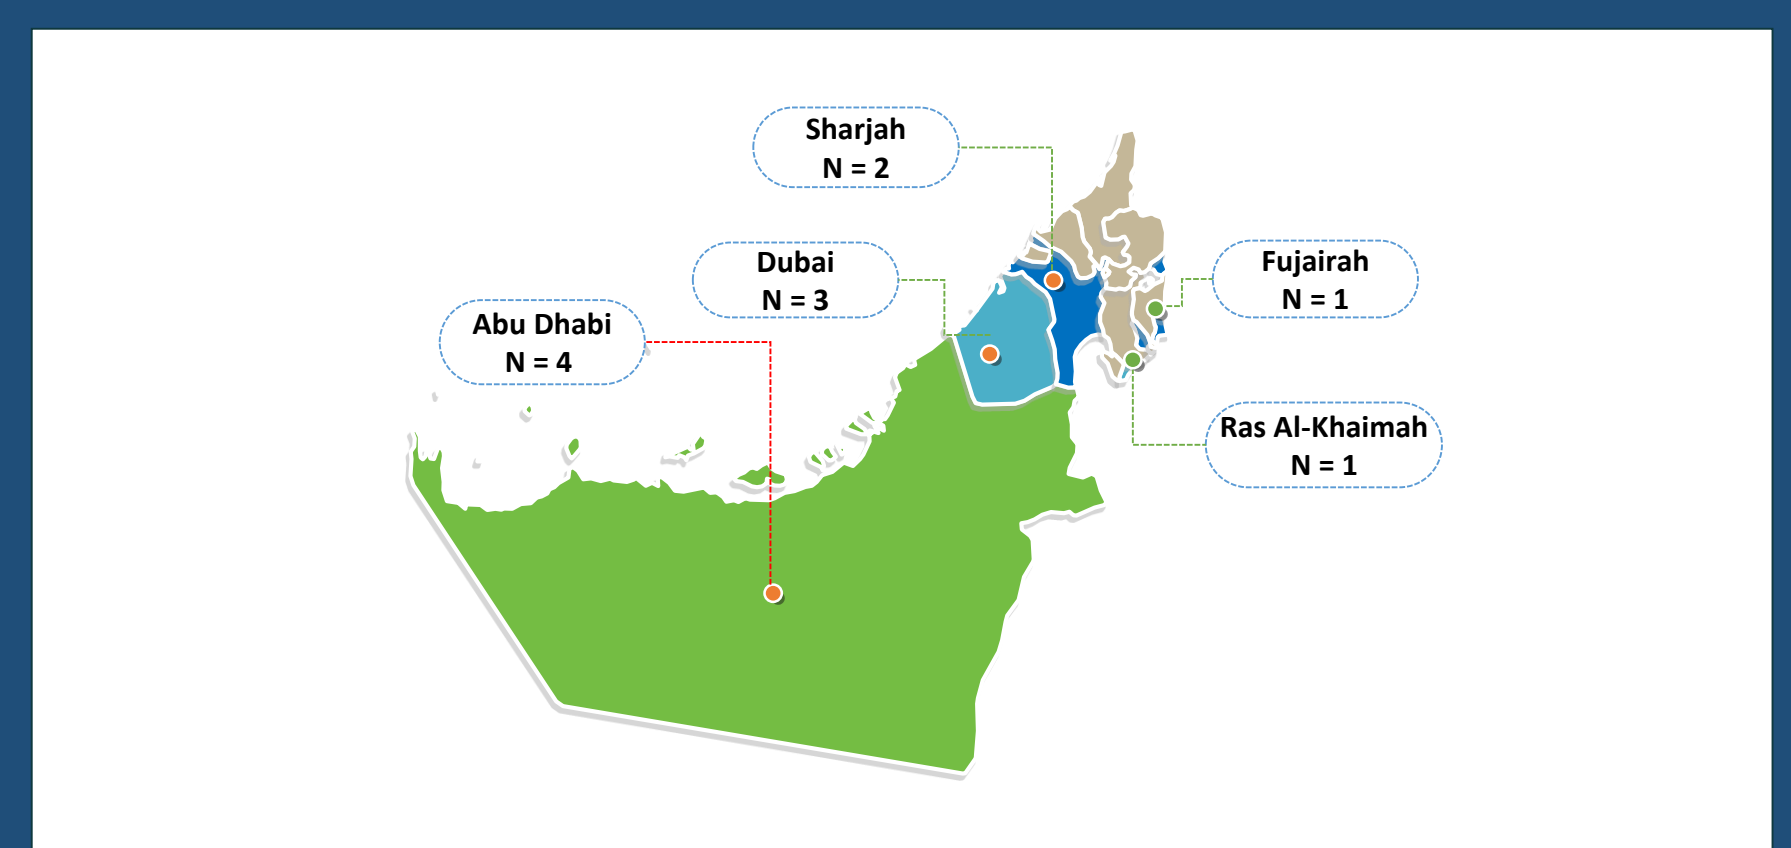 Sharjah
N = 2
Dubai
N = 3
Fujairah
N = 1
Abu Dhabi
N = 4
Ras Al-Khaimah
N = 1